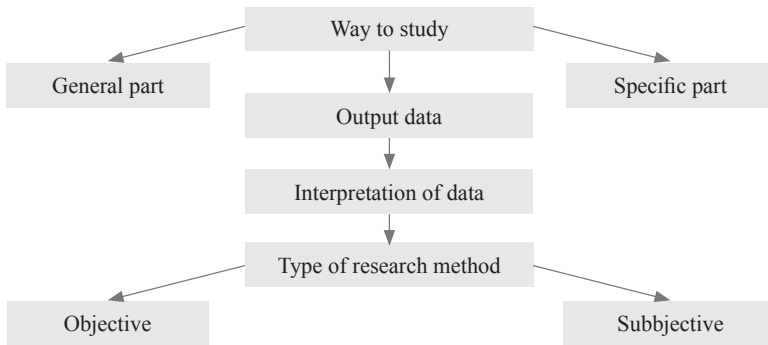 Way to study
General part
Specific part
Output data
Interpretation of data
Type of research method
Objective
Subbjective